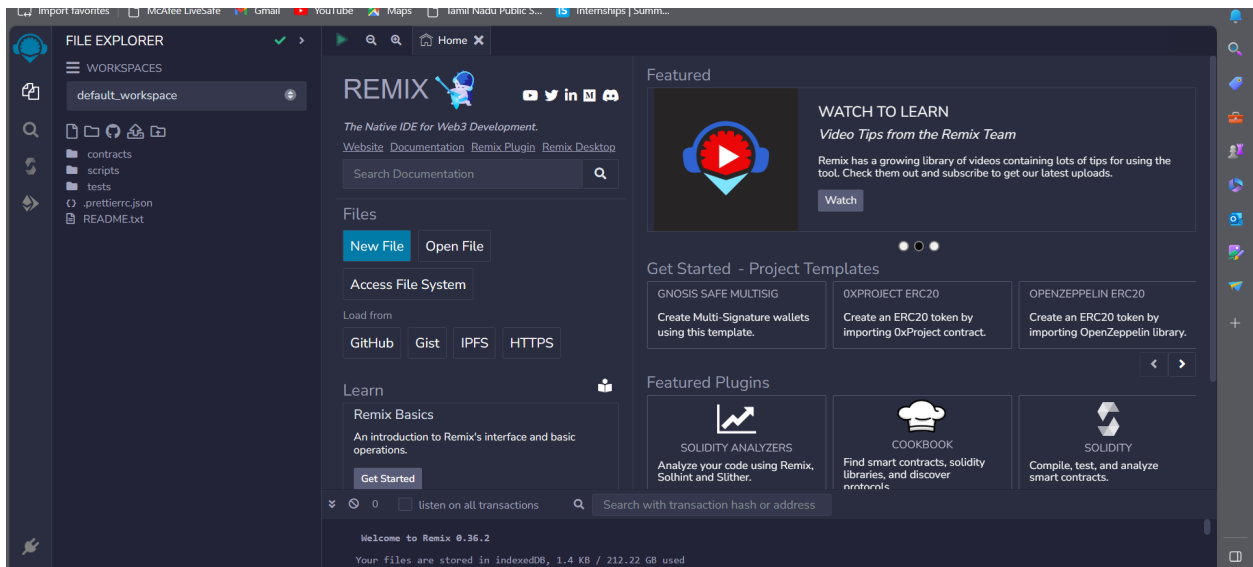 Import favorites
McAfee LiveSafe
Gmail
YouTube
Maps
Tamil Nadu Public S...
TS
Internships | Summ...
FILE EXPLORER
WORKSPACES
default_workspace
contracts
scripts
tests
.prettierrc.json
README.txt
Home
REMIX
The Native IDE for Web3 Development.
Website Documentation Remix Plugin Remix Desktop
Search Documentation
Files
New File
Open File
Access File System
Load from
GitHub
Gist
IPFS
HTTPS
Learn
Remix Basics
An introduction to Remix's interface and basic
operations.
Get Started
Featured
WATCH TO LEARN
Video Tips from the Remix Team
Remix has a growing library of videos containing lots of tips for using the
tool. Check them out and subscribe to get our latest uploads.
Watch
Get Started - Project Templates
GNOSIS SAFE MULTISIG
Create Multi-Signature wallets
using this template.
0XPROJECT ERC20
Create an ERC20 token by
importing 0xProject contract.
OPENZEPPELIN ERC20
Create an ERC20 token by
importing OpenZeppelin library.
Featured Plugins
SOLIDITY ANALYZERS
Analyze your code using Remix,
Solhint and Slither.
COOKBOOK
Find smart contracts, solidity
libraries, and discover
protocols.
SOLIDITY
Compile, test, and analyze
smart contracts.
0
listen on all transactions
Search with transaction hash or address
Welcome to Remix 0.36.2
Your files are stored in indexedDB, 1.4 KB / 212.22 GB used